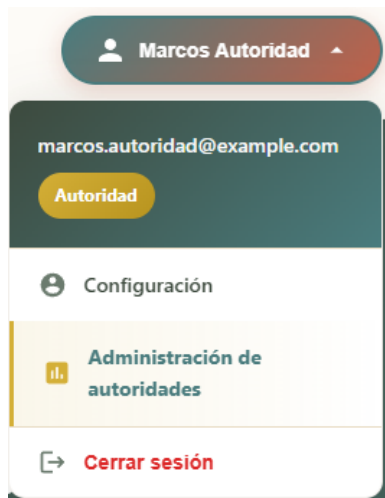 Marcos Autoridad
marcos.autoridad@example.com
Autoridad
Configuración
Administración de
autoridades
Cerrar sesión